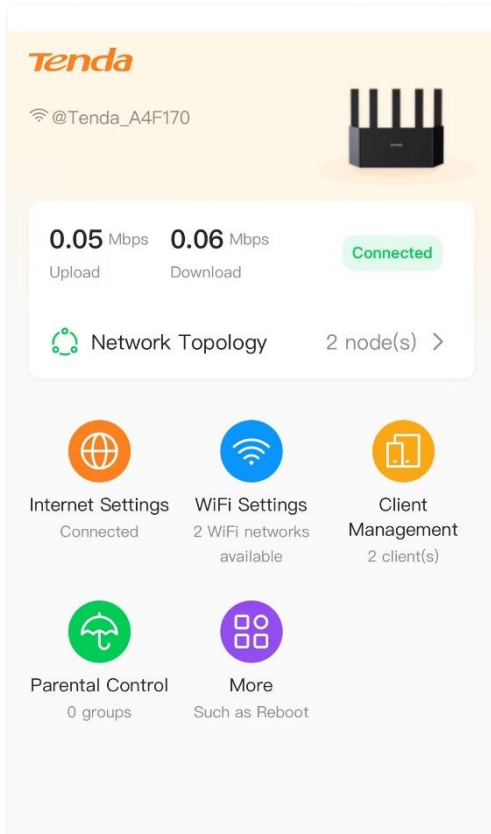 Tenda
@Tenda_A4F170
0.05 Mbps 0.06 Mbps
Upload Download
Connected
Network Topology 2 node(s)
Internet Settings WiFi Settings Client
Management
Connected 2 WiFi networks
available
2 client(s)
Parental Control More
0 groups Such as Reboot